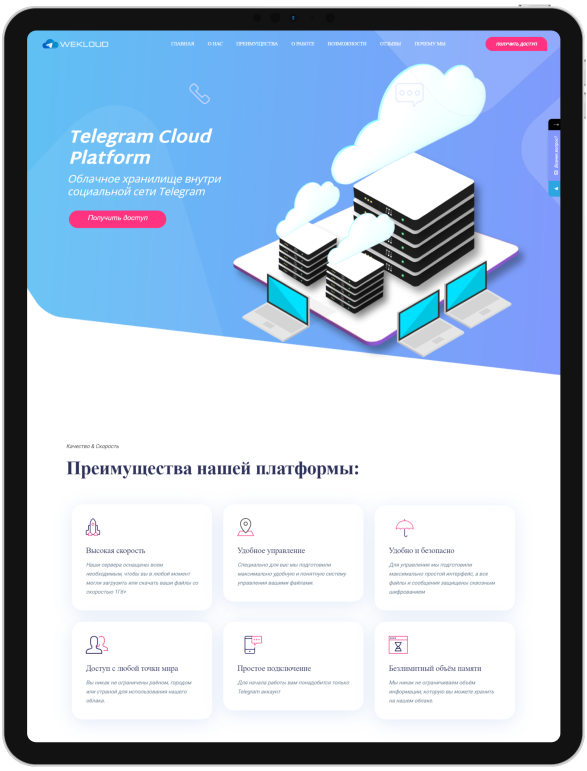 WEKLOUD
ГЛАВНАЯ О НАС ПРЕИМУЩЕСТВА О РАБОТЕ ВОЗМОЖНОСТИ ОТЗЫВЫ ПОЧЕМУ МЫ
ПОЛУЧИТЬ ДОСТУП
Telegram Cloud
Platform
Облачное хранилище внутри
социальной сети Telegram
Получить доступ
Качество & Скорость
Преимущества нашей платформы:
Высокая скорость
Наши сервера оснащены всем
необходимым, чтобы вы в любой момент
могли загрузить или скачать ваши файлы со
скоростью 1Гб+
Удобное управление
Специально для вас мы подготовили
максимально удобную и понятную систему
управления вашими файлами.
Удобно и безопасно
Для управления мы подготовили
максимально простой интерфейс, а все
файлы и сообщения защищены сквозным
шифрованием
Доступ с любой точки мира
Вы никак не ограничены районом, городом
или страной для использования нашего
облака.
Простое подключение
Для начала работы вам понадобится только
Telegram аккаунт
Безлимитный объём памяти
Мы никак не ограничиваем объём
информации, которую вы можете хранить
на нашем облаке.